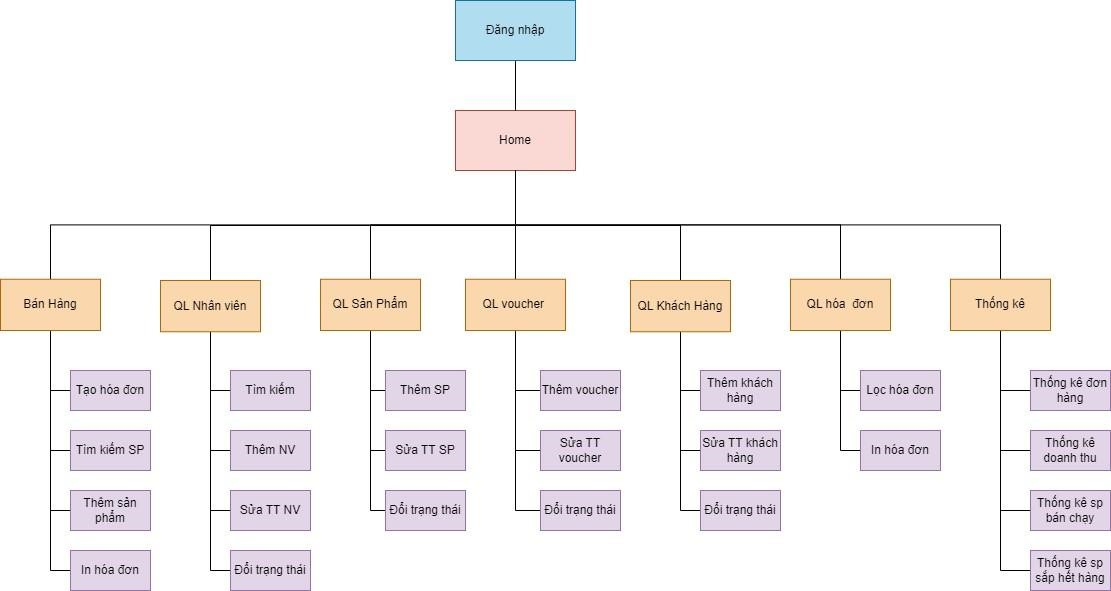 Đăng nhập
Home
Bán Hàng
QL Nhân viên
QL Sản Phẩm
QL voucher
QL Khách Hàng
QL hóa đơn
Thống kê
Tạo hóa đơn
Tìm kiếm SP
Thêm sản
phẩm
In hóa đơn
Tìm kiếm
Thêm NV
Sửa TT NV
Đổi trạng thái
Thêm SP
Sửa TT SP
Đổi trạng thái
Thêm voucher
Sửa TT
voucher
Đổi trạng thái
Thêm khách
hàng
Sửa TT khách
hàng
Đổi trạng thái
Lọc hóa đơn
In hóa đơn
Thống kê đơn
hàng
Thống kê
doanh thu
Thống kê sp
bán chạy
Thống kê sp
sắp hết hàng